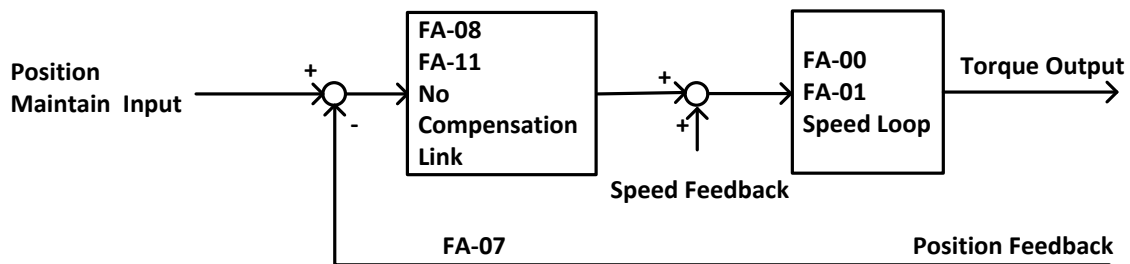 Position
Maintain Input
+
-
FA-08
FA-11
No
Compensation
Link
+
+
Speed Feedback
FA-00
FA-01
Speed Loop
Torque Output
FA-07
Position Feedback